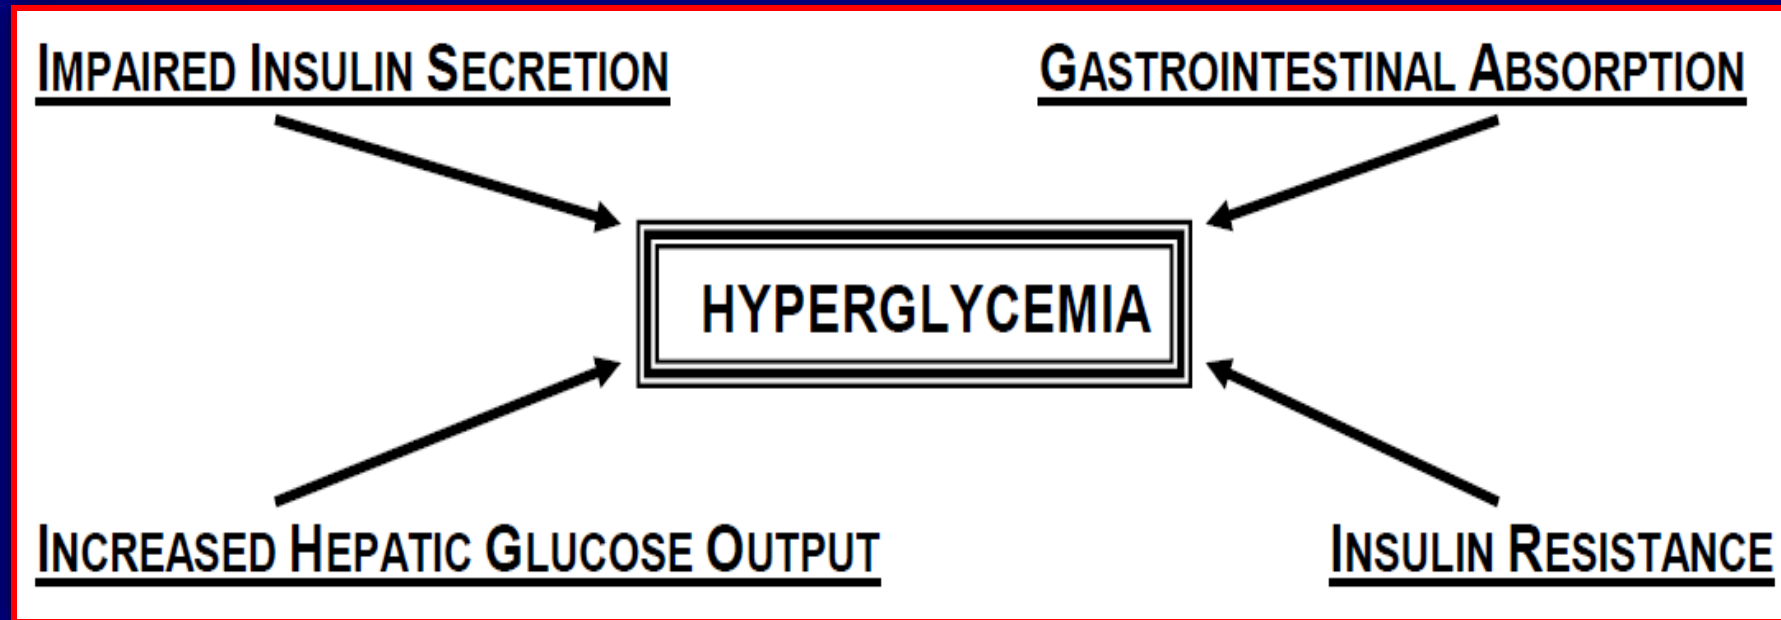 IMPAIRED INSULIN SECRETION
GASTROINTESTINAL ABSORPTION
HYPERGLYCEMIA
INCREASED HEPATIC GLUCOSE OUTPUT
INSULIN RESISTANCE